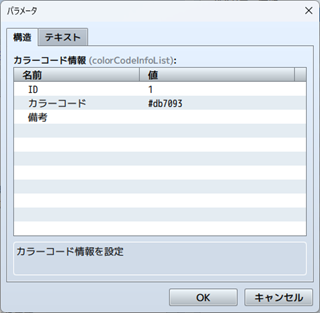 パラメータ
構造 テキスト
カラーコード情報 (colorCodeInfoList):
名前 値
ID 1
カラーコード #db7093
備考
カラーコード情報を設定
OK キャンセル